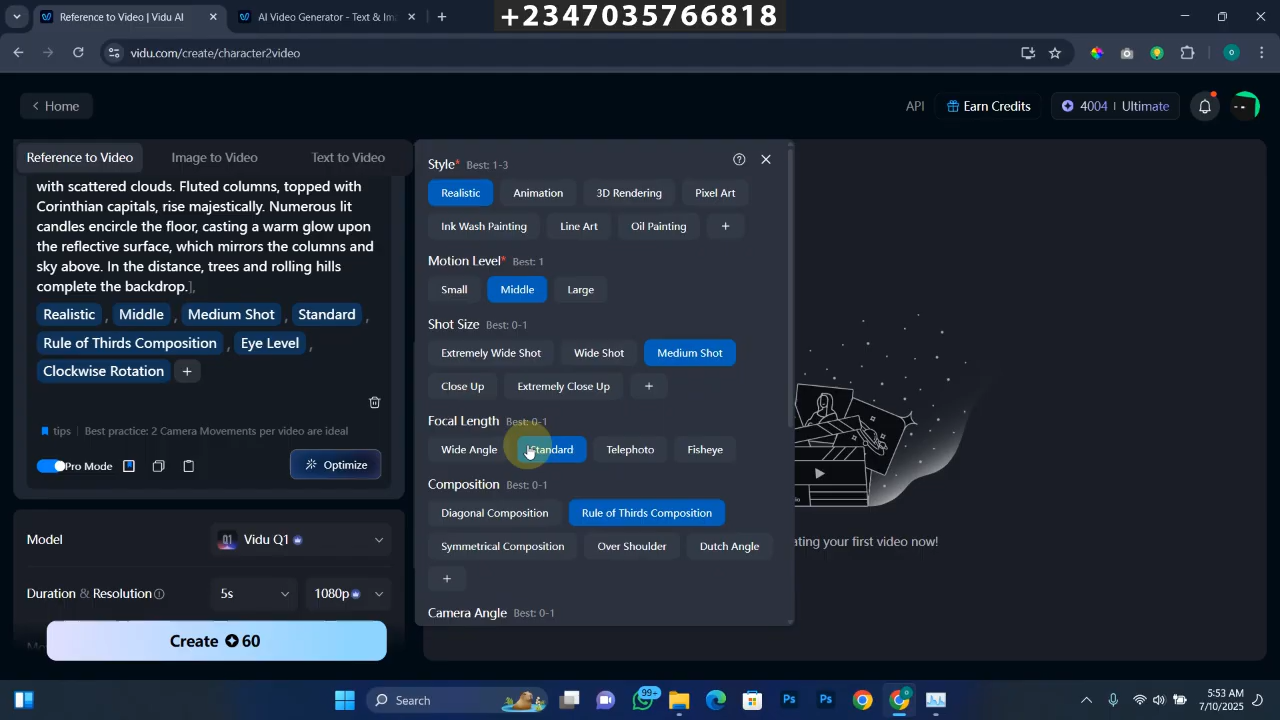 +2347035766818
Reference to Video | Vidu AI
AI Video Generator - Text & Im
vidu.com/create/character2video
Home
API
Earn Credits
4004 | Ultimate
Reference to Video
Image to Video
Text to Video
with scattered clouds. Fluted columns, topped with
Corinthian capitals, rise majestically. Numerous lit
candles encircle the floor, casting a warm glow upon
the reflective surface, which mirrors the columns and
sky above. In the distance, trees and rolling hills
complete the backdrop.],
Realistic , Middle , Medium Shot , Standard ,
Rule of Thirds Composition , Eye Level ,
Clockwise Rotation +
tips | Best practice: 2 Camera Movements per video are ideal
Pro Mode
Optimize
Model
Q1 Vidu Q1
Duration & Resolution
5s
1080p
Create 60
Style* Best: 1-3
Realistic
Animation
3D Rendering
Pixel Art
Ink Wash Painting
Line Art
Oil Painting
+
Motion Level* Best: 1
Small
Middle
Large
Shot Size Best: 0-1
Extremely Wide Shot
Wide Shot
Medium Shot
Close Up
Extremely Close Up
+
Focal Length Best: 0-1
Wide Angle
Standard
Telephoto
Fisheye
Composition Best: 0-1
Diagonal Composition
Rule of Thirds Composition
Symmetrical Composition
Over Shoulder
Dutch Angle
+
Camera Angle Best: 0-1
ating your first video now!
Search
99+
Ps
Ps
5:53 AM
7/10/2025